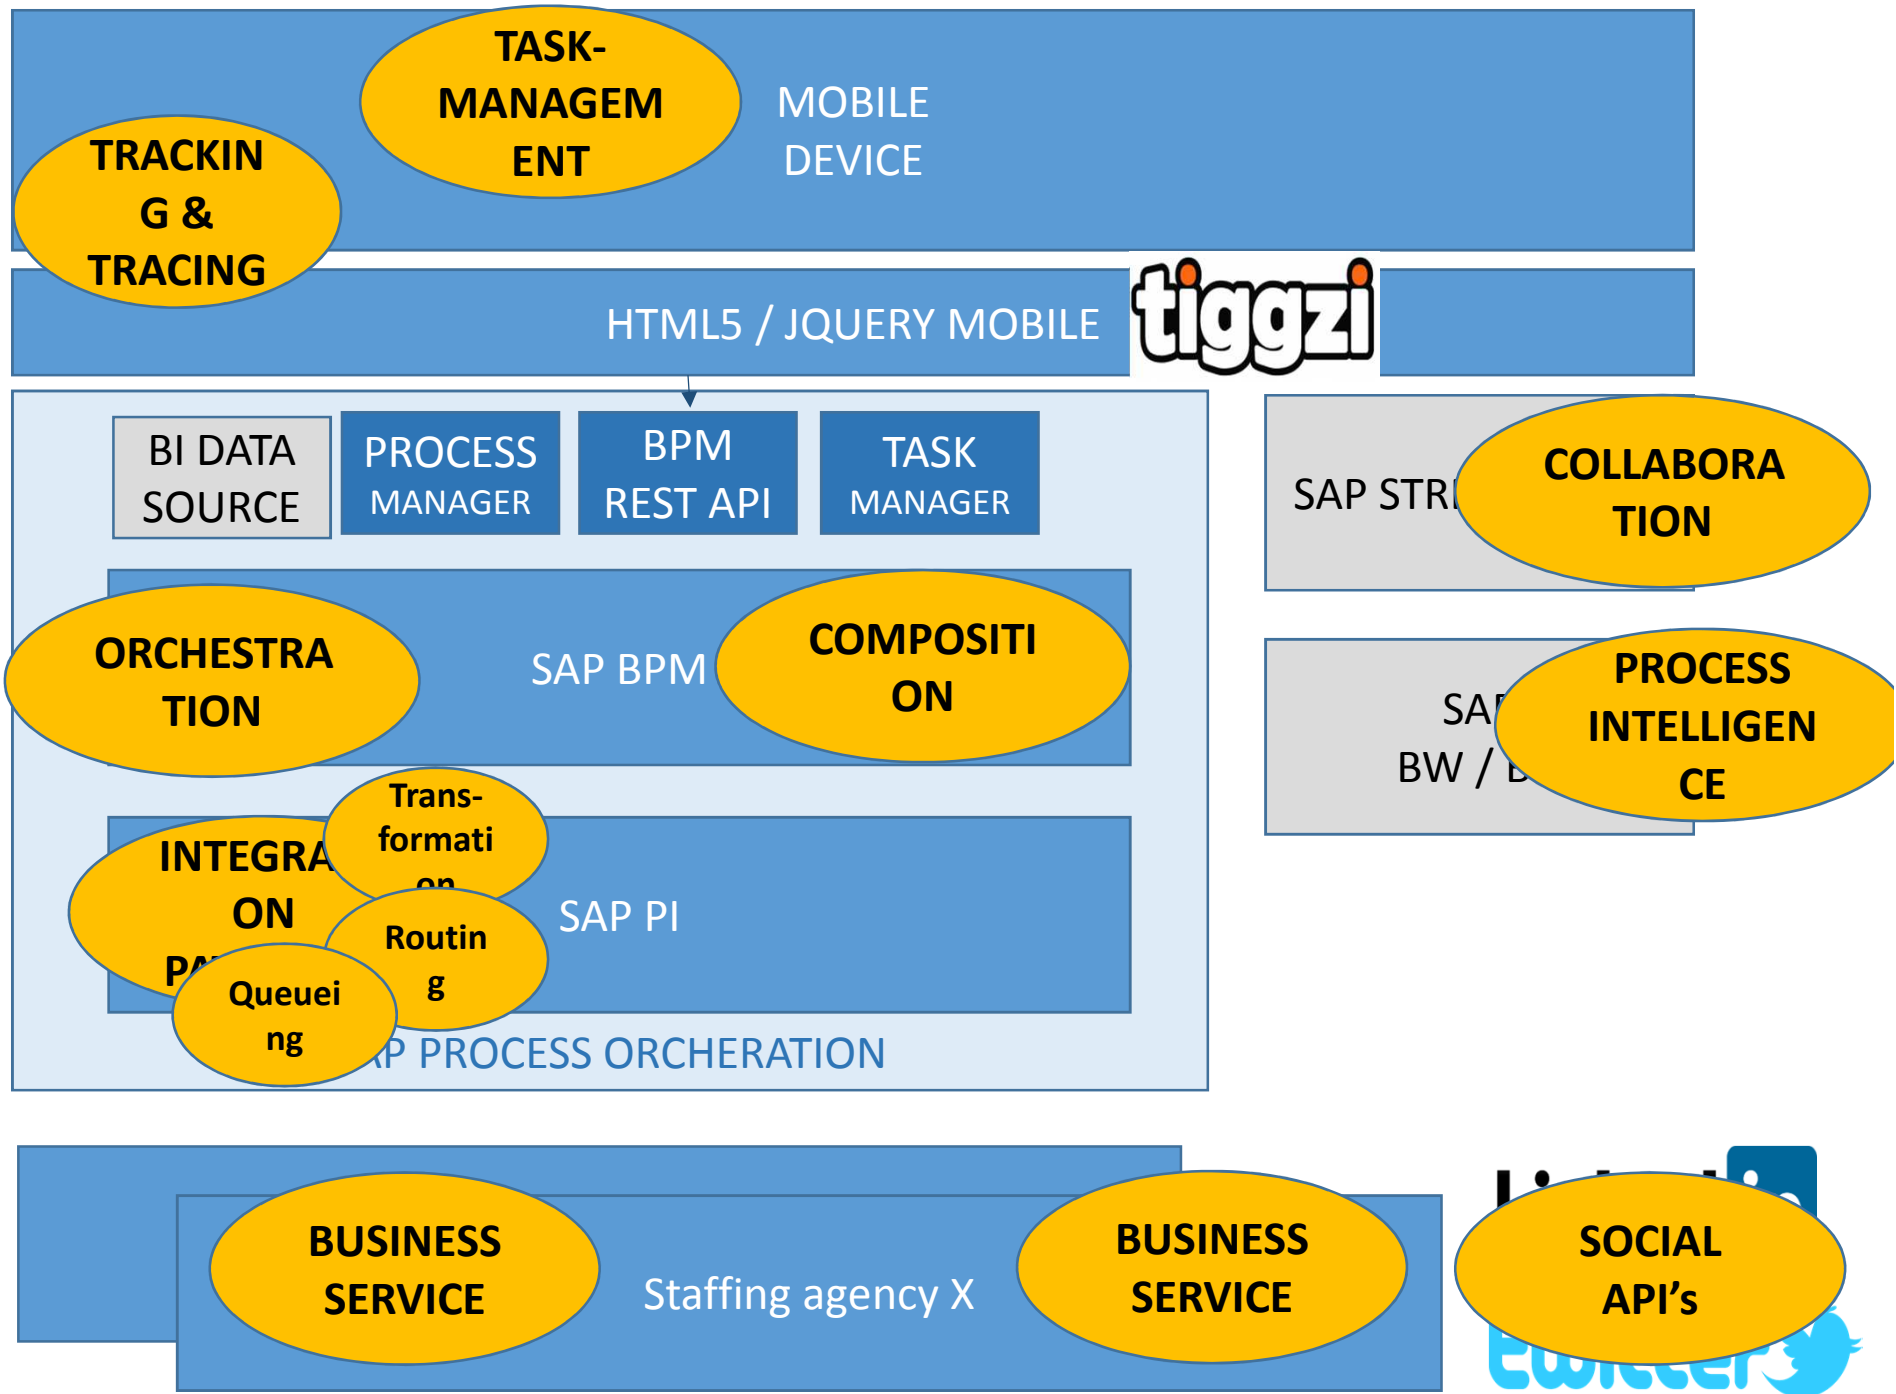 TASK-
MANAGEM
ENT
MOBILE
DEVICE
TRACKIN
G &
TRACING
HTML5 / JQUERY MOBILE
tiggzi
BI DATA
SOURCE
PROCESS
MANAGER
BPM
REST API
TASK
MANAGER
SAP
COLLABORA
TION
ORCHESTRA
TION
SAP BPM
COMPOSITI
ON
PROCESS
INTELLIGEN
CE
BW /
Trans-
formati
on
INTEGRA
ON
SAP PI
Routin
g
Queuei
ng
PROCESS ORCHERATION
BUSINESS
SERVICE
Staffing agency X
BUSINESS
SERVICE
SOCIAL
API's
twitter